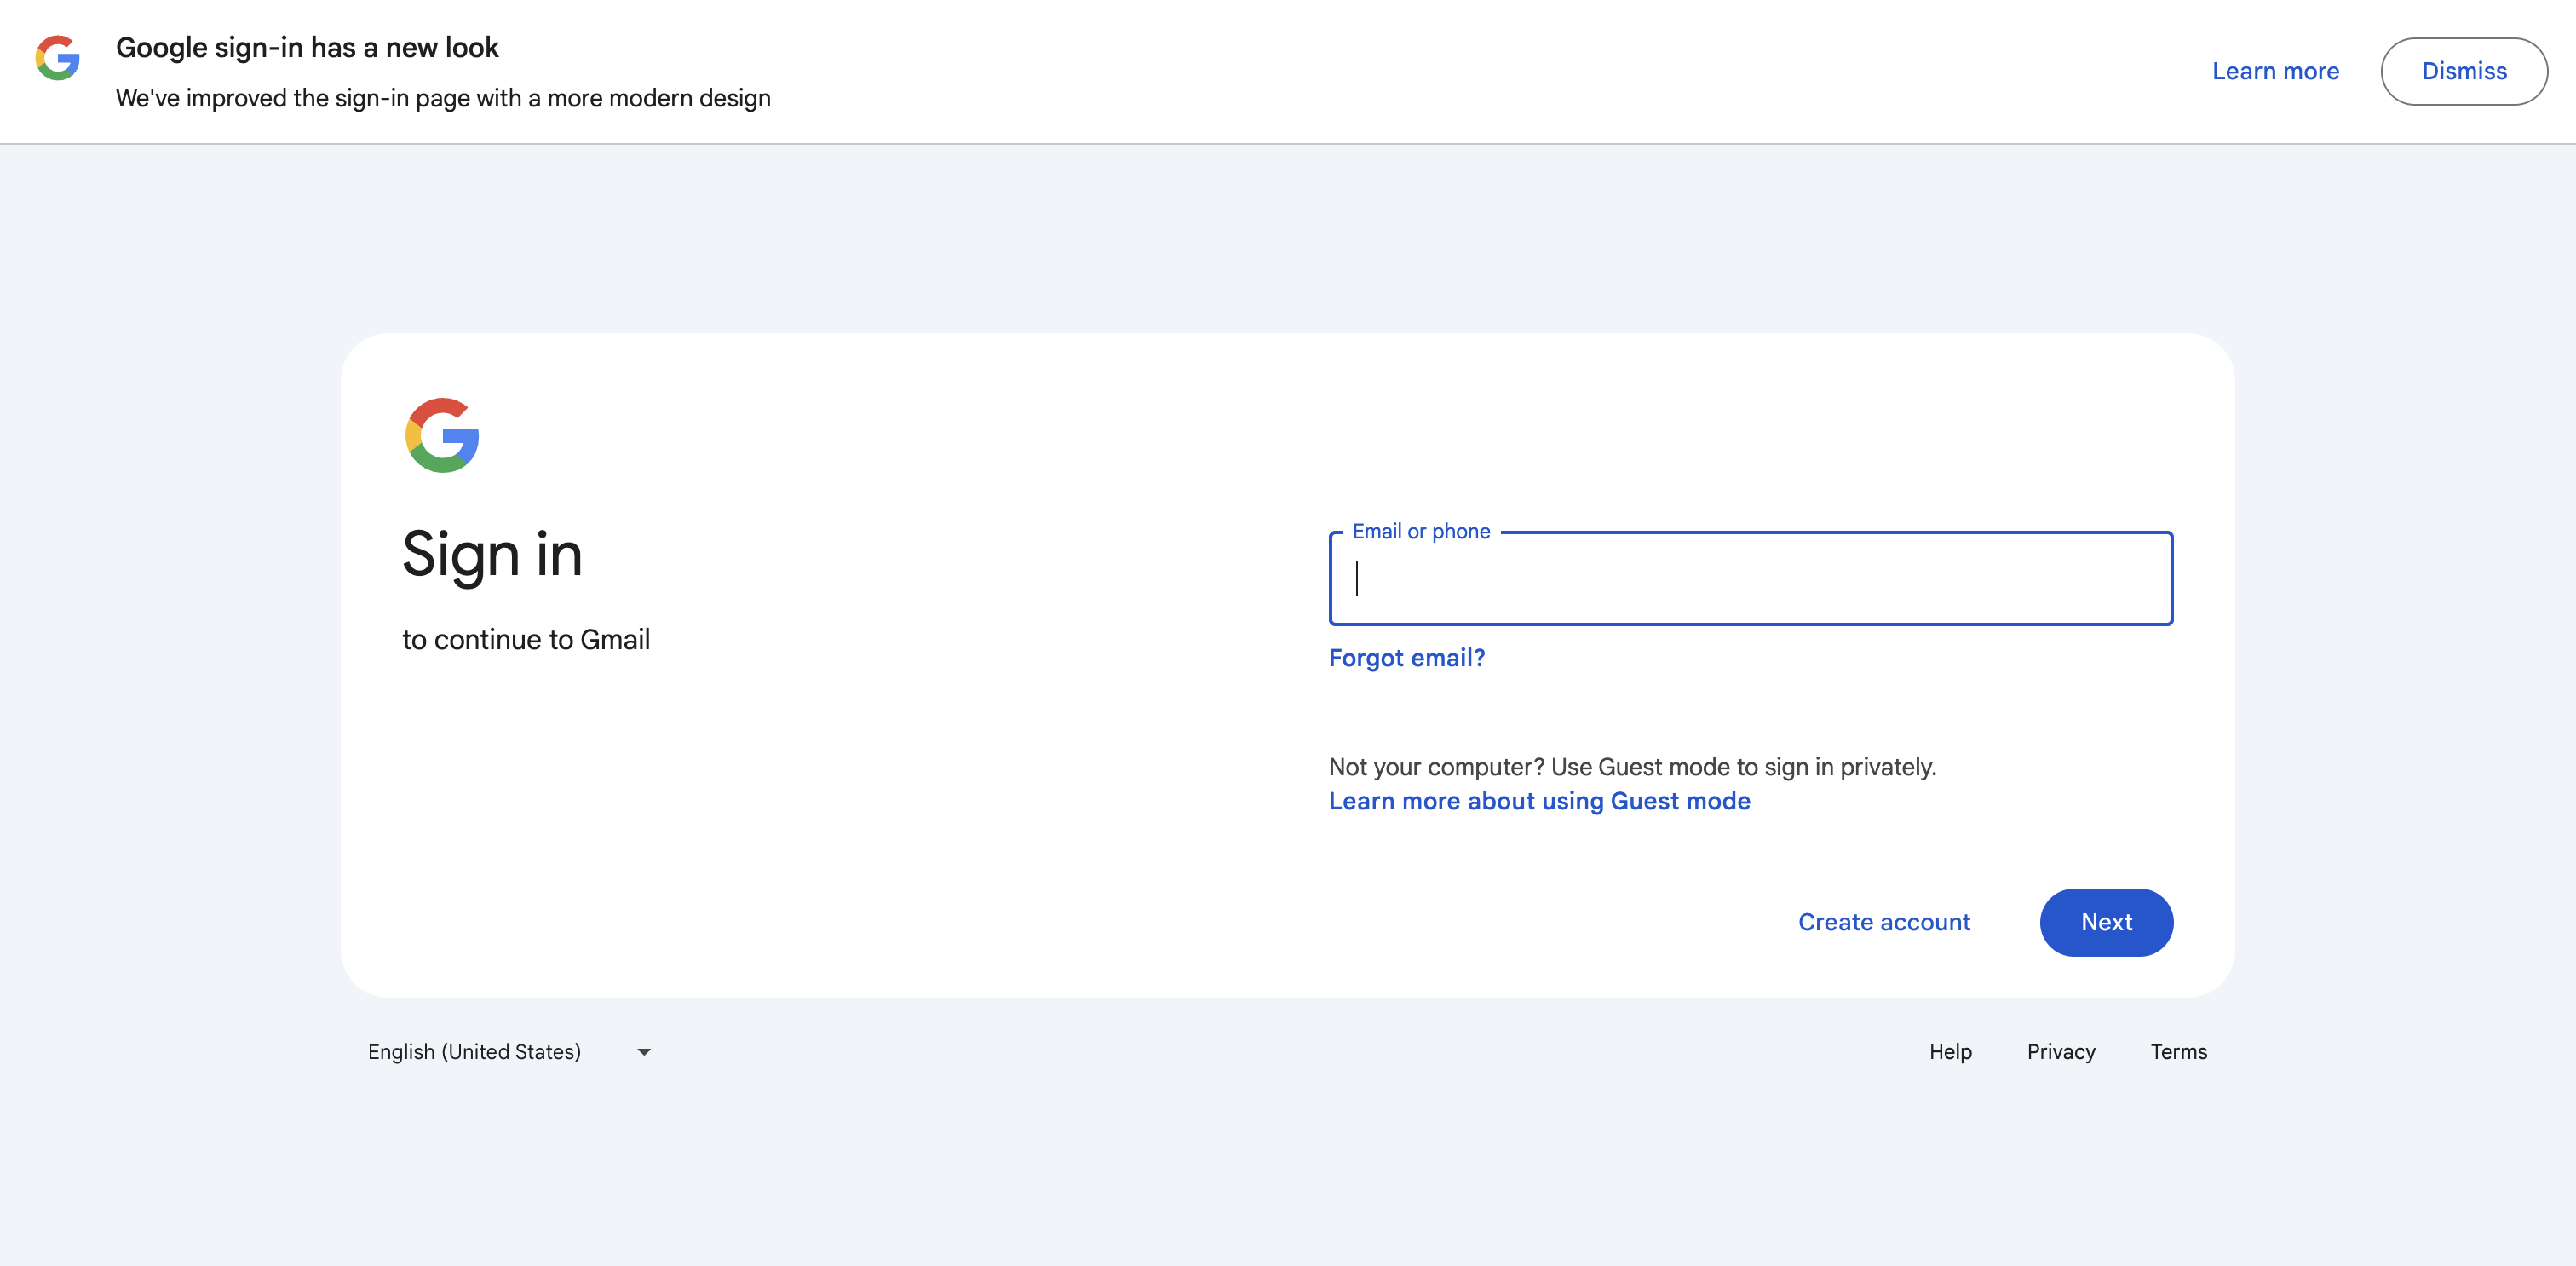 Google sign-in has a new look
We've improved the sign-in page with a more modern design
Learn more
Dismiss
Sign in
to continue to Gmail
Email or phone
Forgot email?
Not your computer? Use Guest mode to sign in privately.
Learn more about using Guest mode
Create account
Next
English (United States)
Help
Privacy
Terms